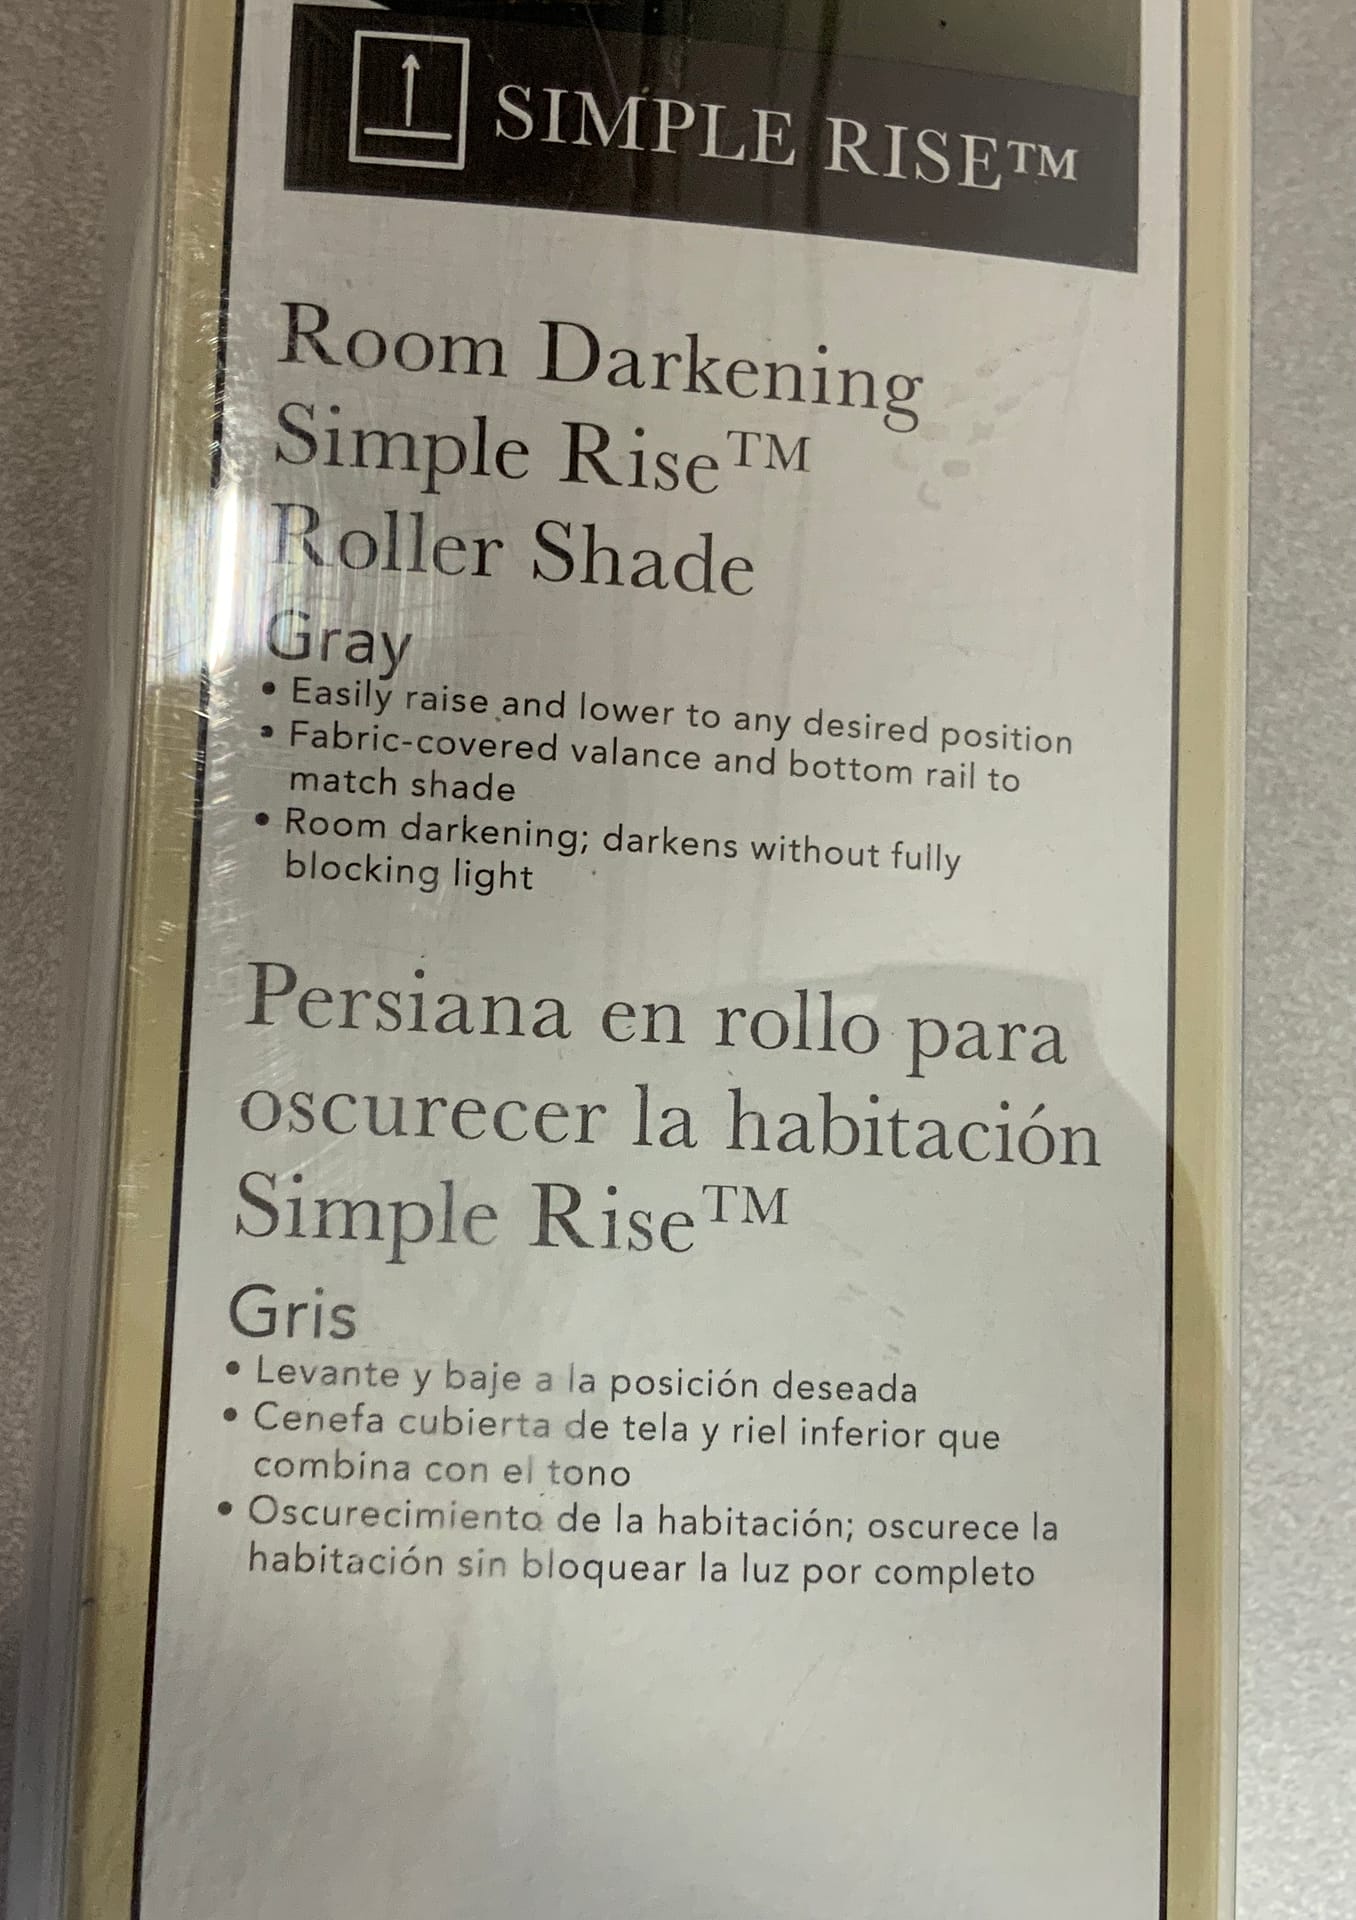 SIMPLE RISE™
Room Darkening
Simple Rise™
Roller Shade
Gray
• Easily raise and lower to any desired position
• Fabric-covered valance and bottom rail to
match shade
• Room darkening; darkens without fully
blocking light
Persiana en rollo para
oscurecer la habitación
Simple Rise™
Gris
• Levante y baje a la posición deseada
• Cenefa cubierta de tela y riel inferior que
combina con el tono
• Oscurecimiento de la habitación; oscurece la
habitación sin bloquear la luz por completo